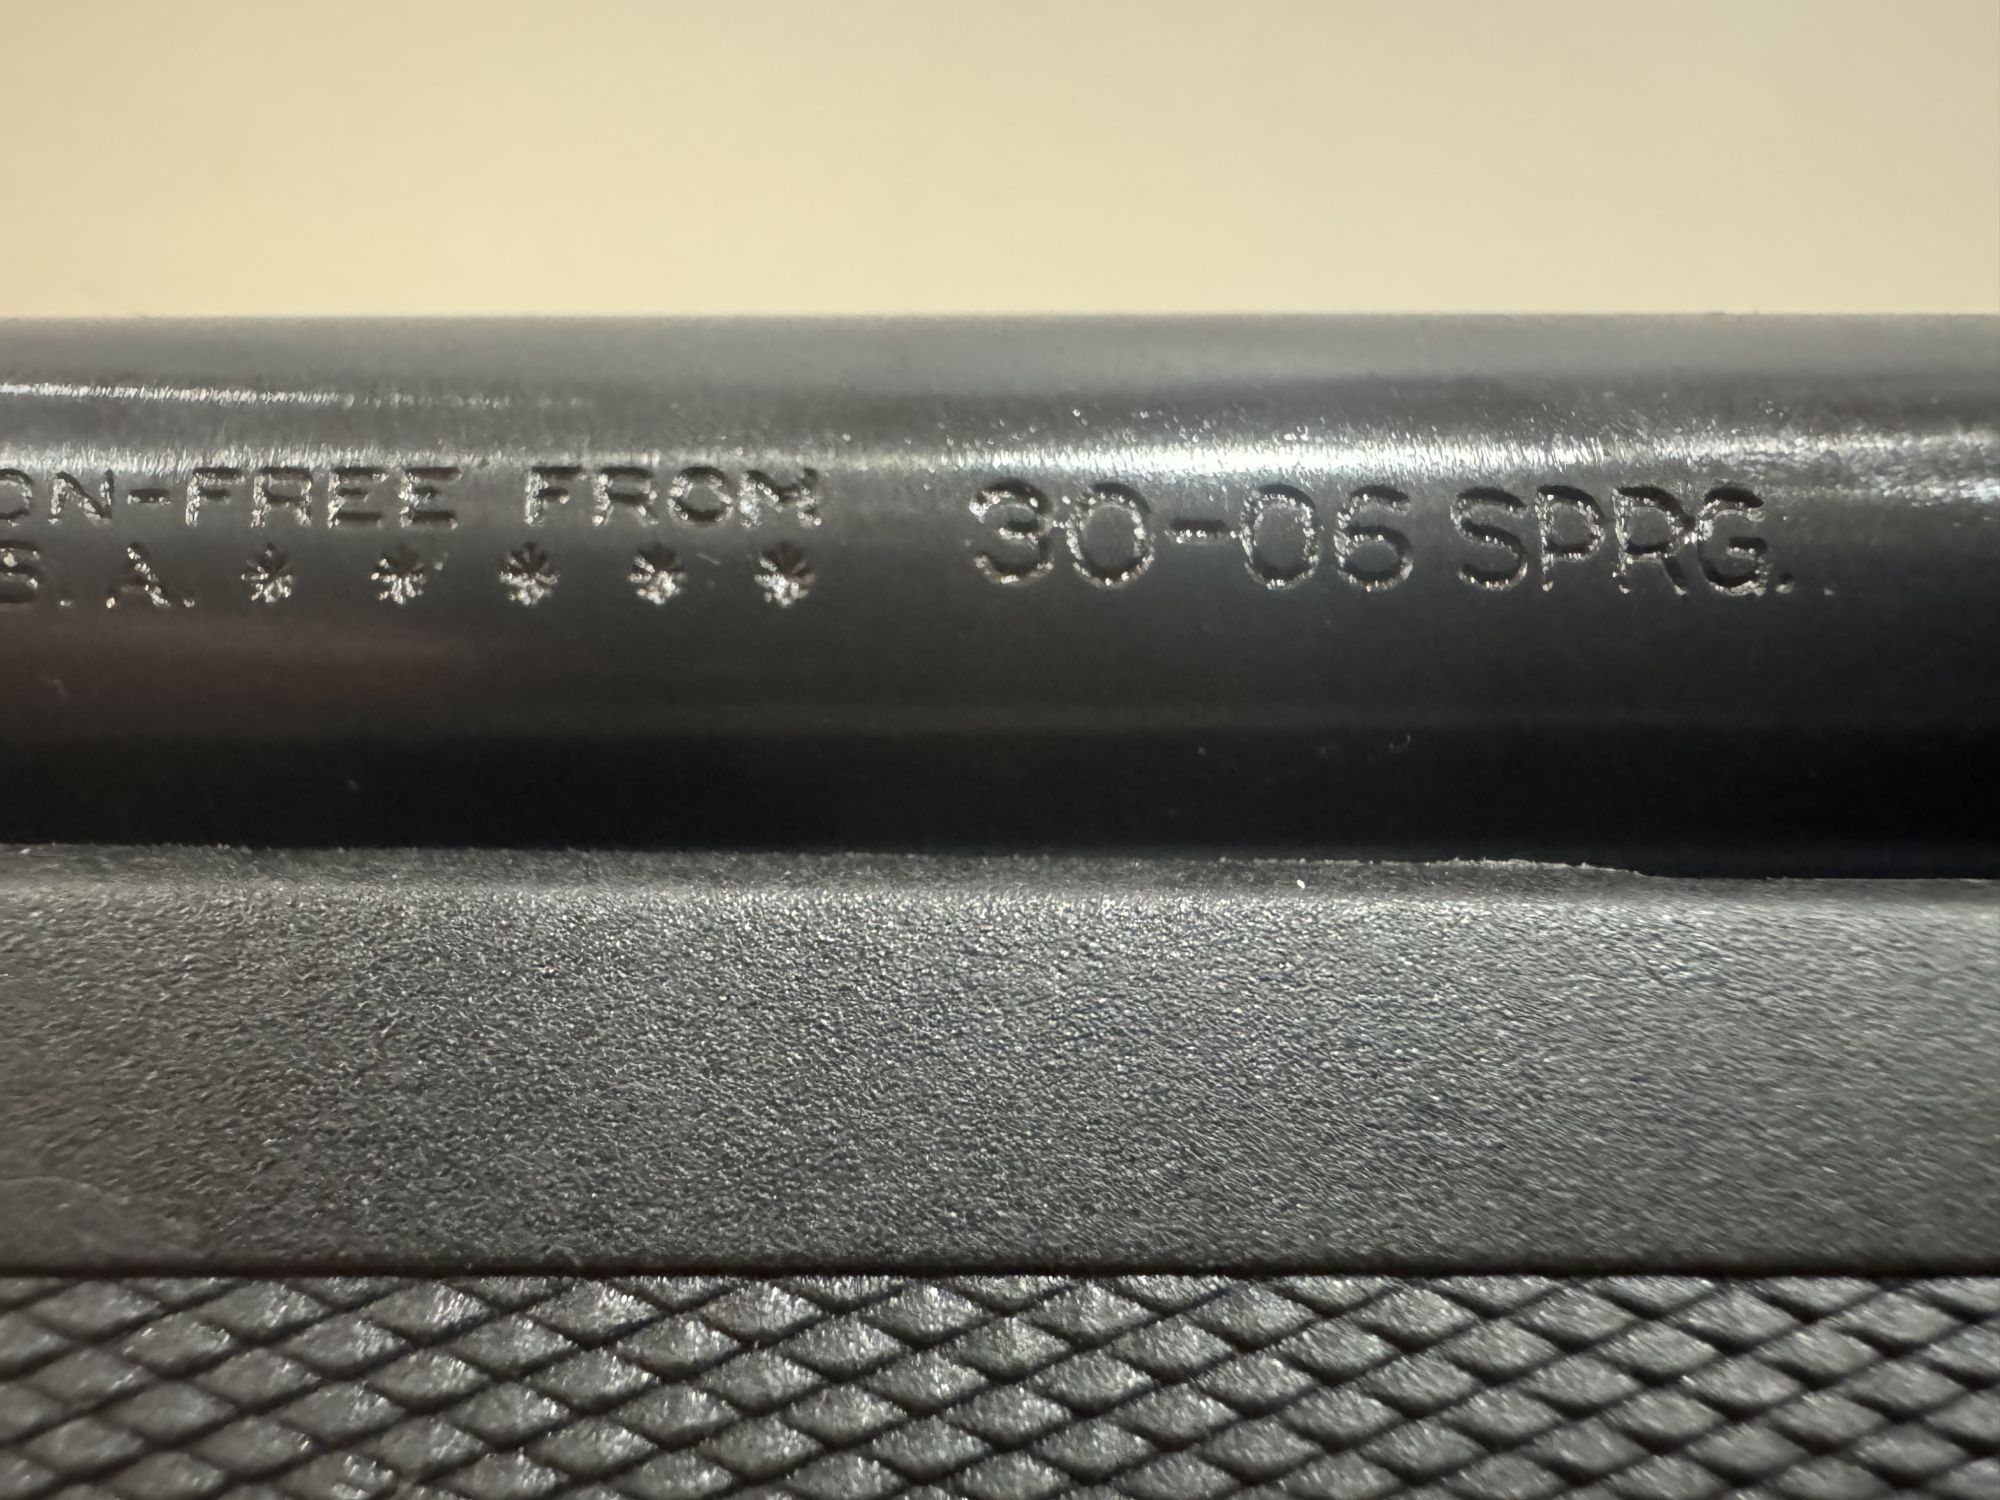 ON-FREE FROM 30-06 SPRG.
S.A. * * * * *